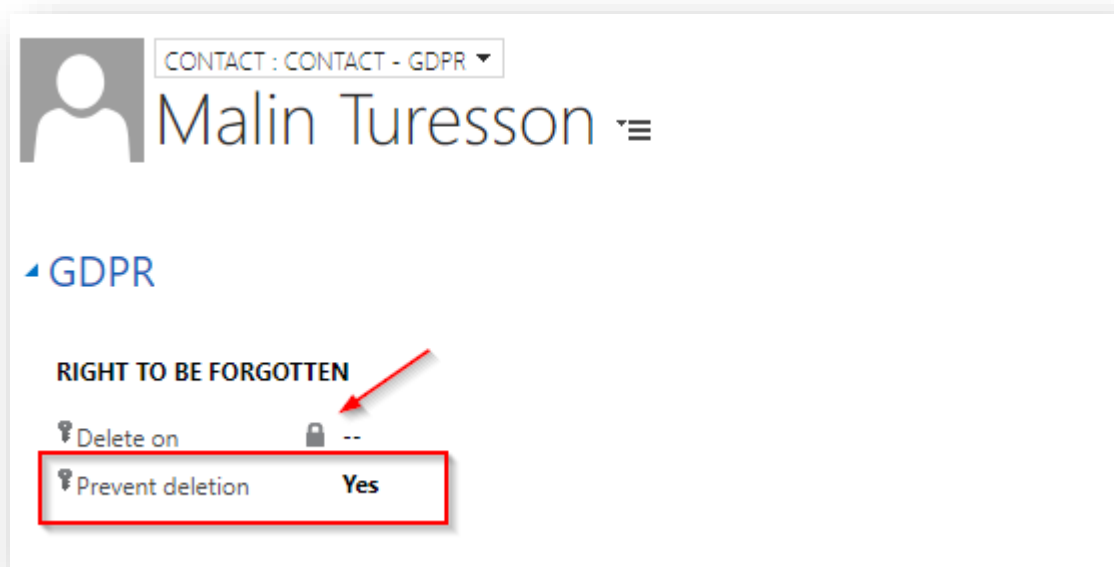 CONTACT : CONTACT - GDPR
Malin Turesson
GDPR
RIGHT TO BE FORGOTTEN
Delete on --
Prevent deletion Yes